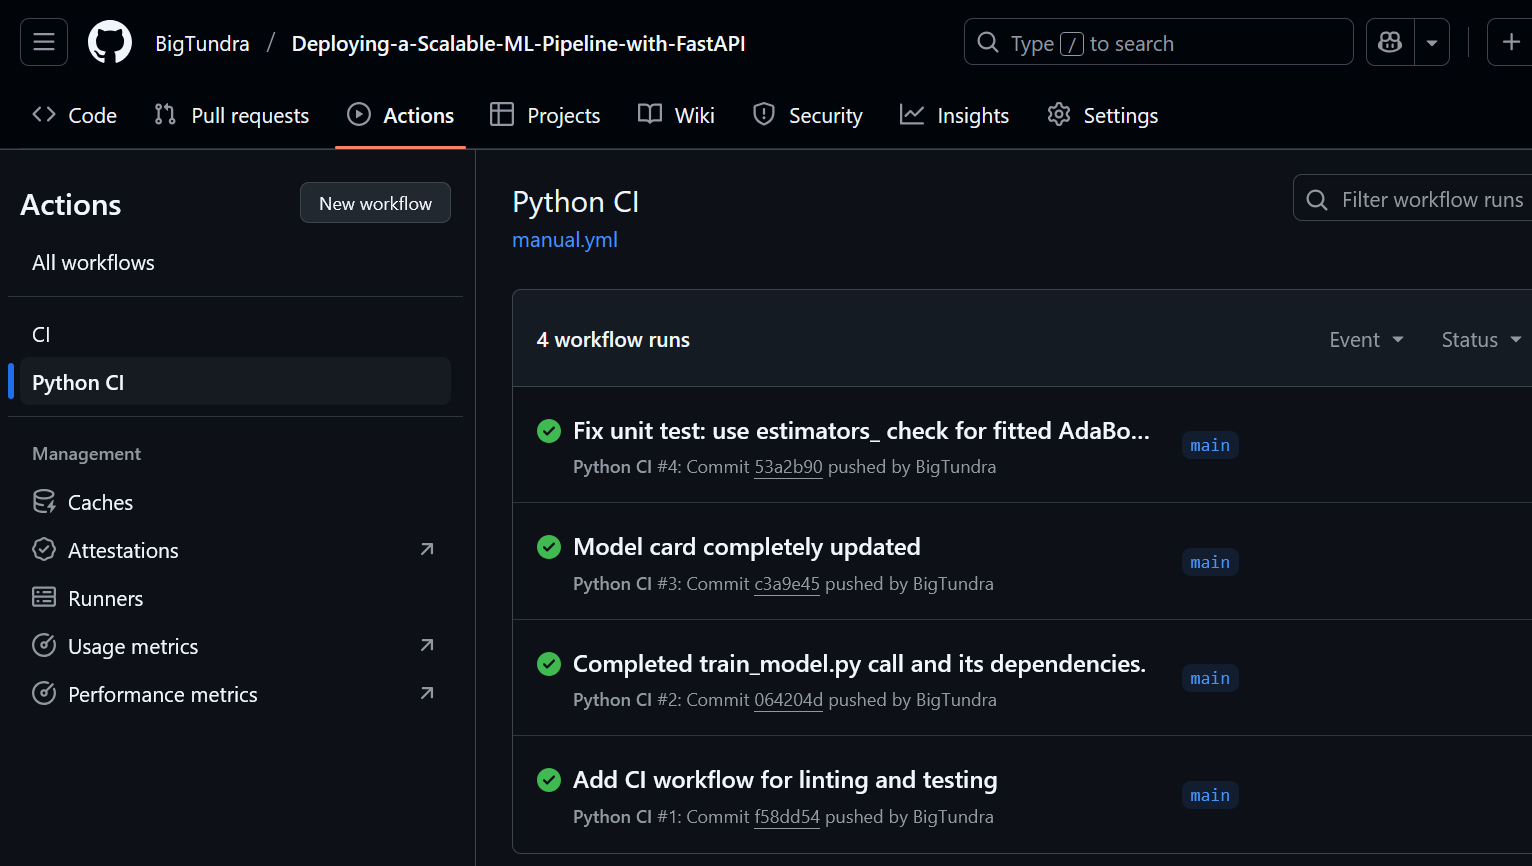 BigTundra / Deploying-a-Scalable-ML-Pipeline-with-FastAPI
Type / to search
Code
Pull requests
Actions
Projects
Wiki
Security
Insights
Settings
Actions
New workflow
All workflows
CI
Python CI
Management
Caches
Attestations
Runners
Usage metrics
Performance metrics
Python CI
manual.yml
Filter workflow runs
4 workflow runs
Event
Status
Fix unit test: use estimators_ check for fitted AdaBo...
Python CI #4: Commit 53a2b90 pushed by BigTundra
main
Model card completely updated
Python CI #3: Commit c3a9e45 pushed by BigTundra
main
Completed train_model.py call and its dependencies.
Python CI #2: Commit 064204d pushed by BigTundra
main
Add CI workflow for linting and testing
Python CI #1: Commit f58dd54 pushed by BigTundra
main